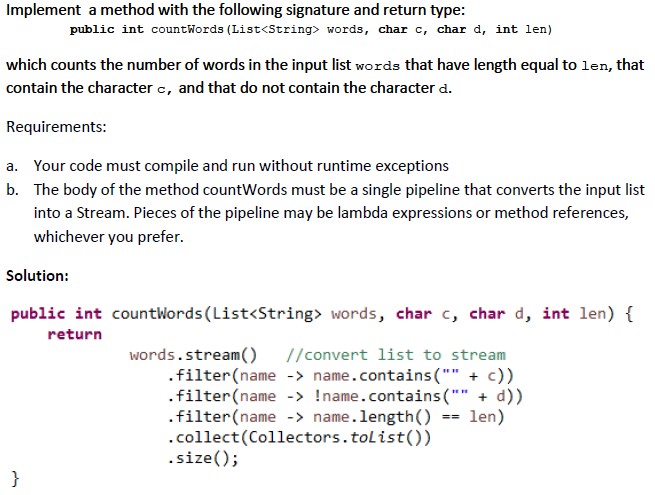 Implement a method with the following signature and return type:
public int countWords(List<String> words, char c, char d, int len)
which counts the number of words in the input list words that have length equal to len, that
contain the character c, and that do not contain the character d.
Requirements:
a. Your code must compile and run without runtime exceptions
b. The body of the method countWords must be a single pipeline that converts the input list
into a Stream. Pieces of the pipeline may be lambda expressions or method references,
whichever you prefer.
Solution:
public int countWords(List<String> words, char c, char d, int len) {
return
words.stream() //convert list to stream
.filter(name -> name.contains("" + c))
.filter(name -> !name.contains("" + d))
.filter(name -> name.length() == len)
.collect(Collectors.toList())
.size();
}